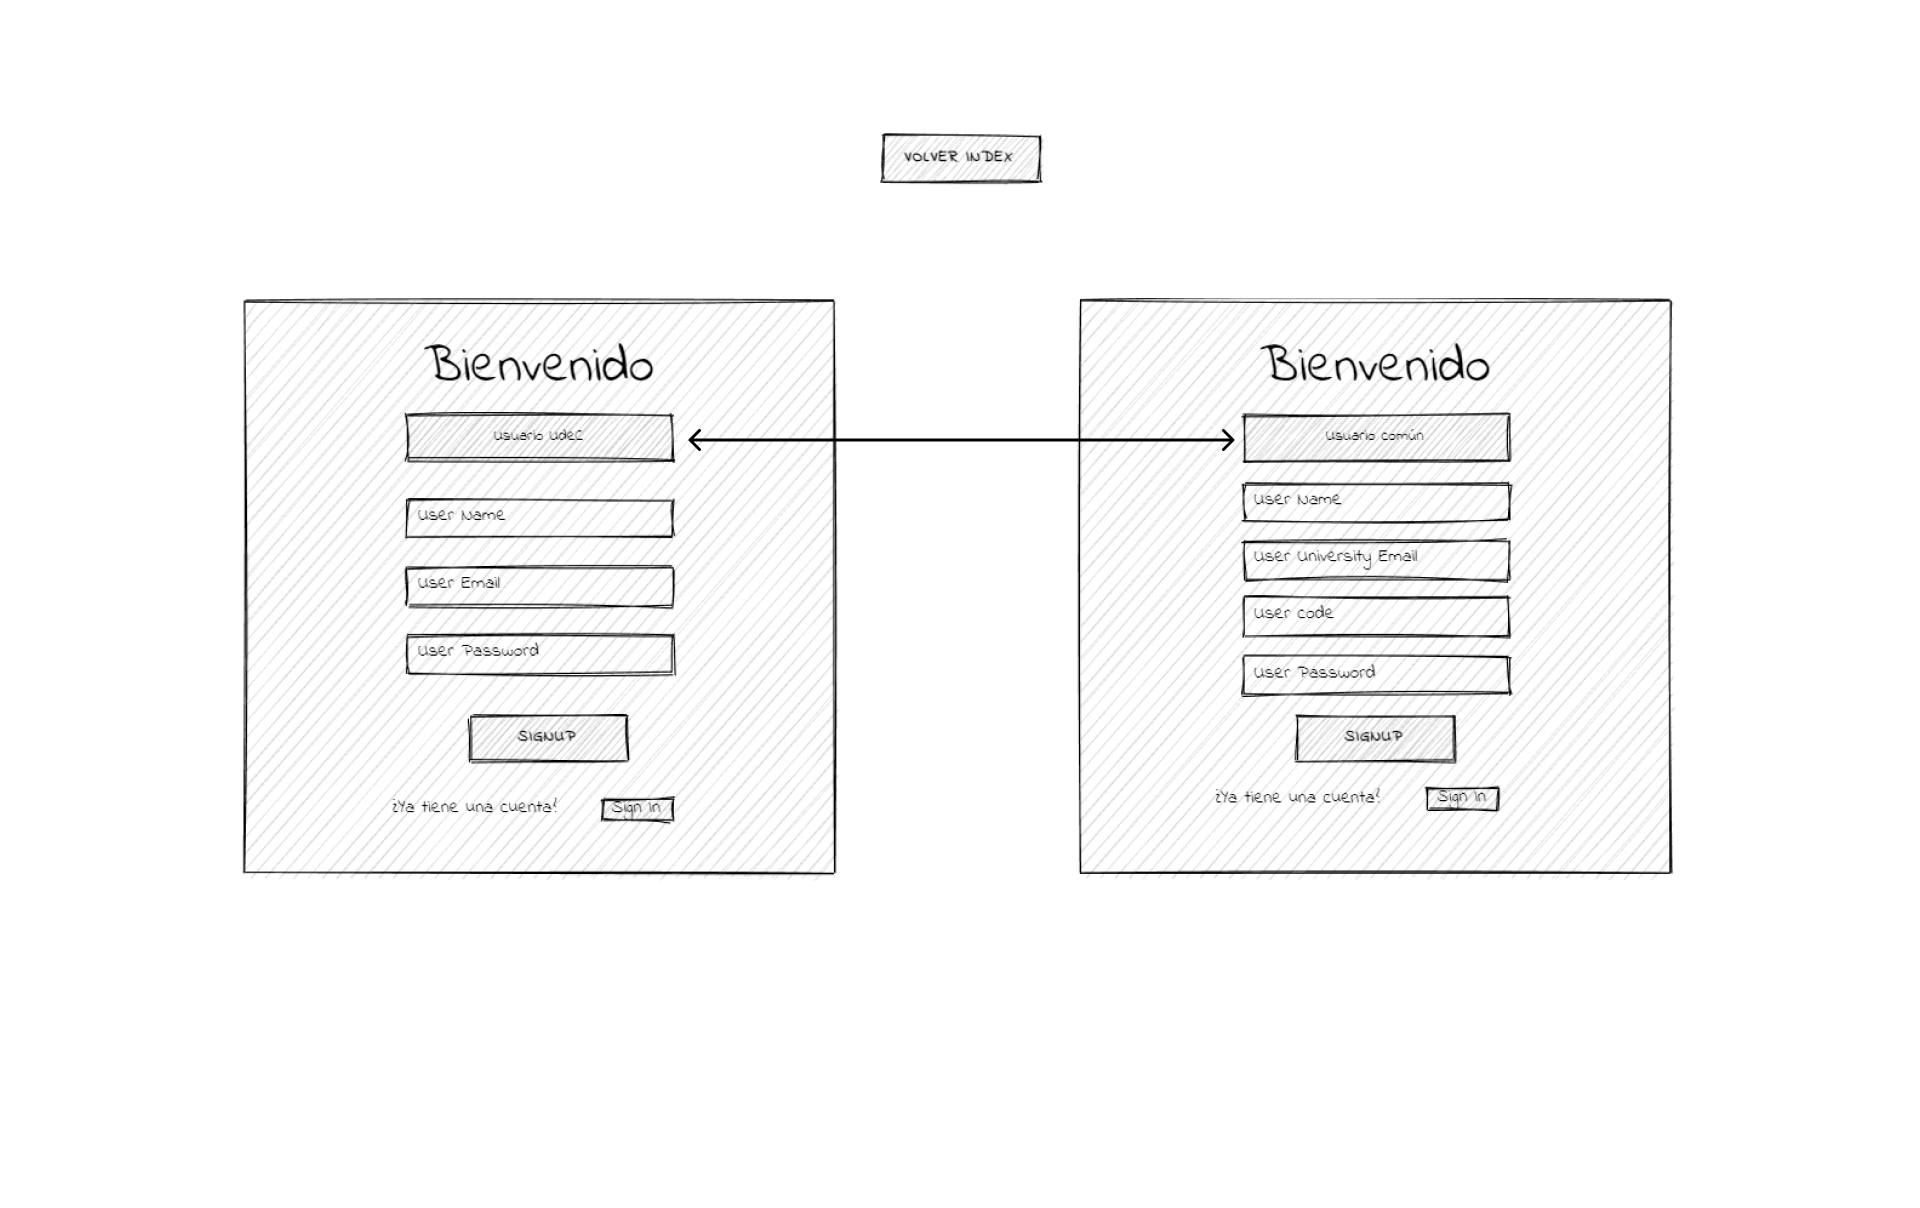 VOLVER INDEX
Bienvenido
Usuario UdeC
User Name
User Email
User Password
SIGNUP
¿Ya tiene una cuenta?
Sign In
Bienvenido
Usuario común
User Name
User University Email
User code
User Password
SIGNUP
¿Ya tiene una cuenta?
Sign In